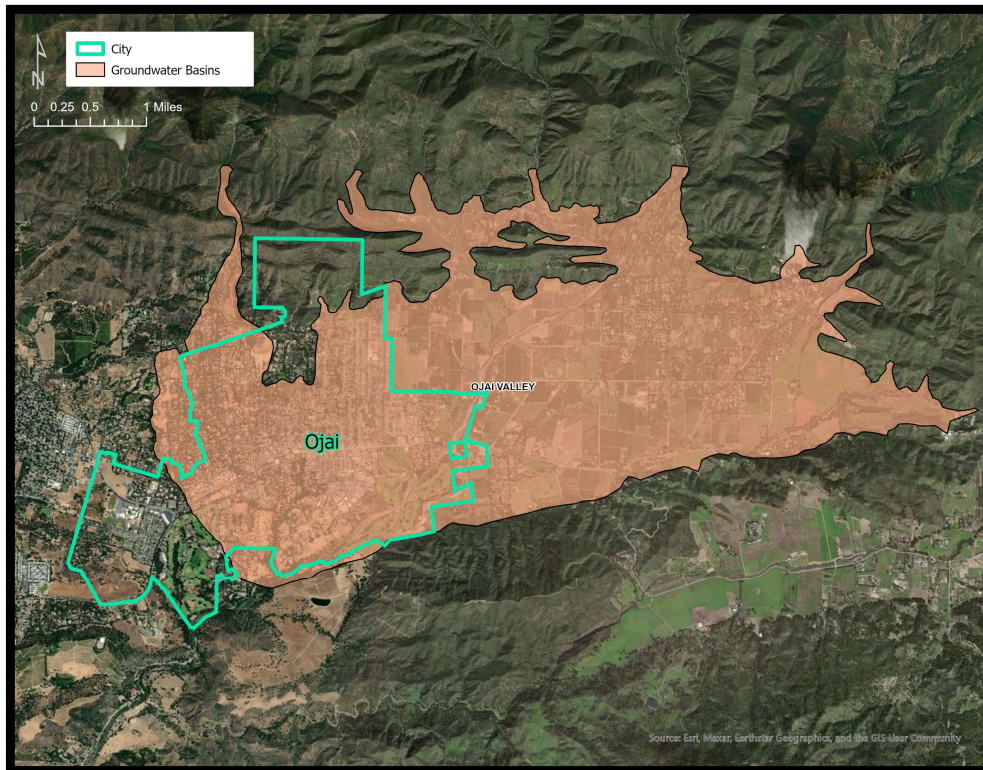 City
Groundwater Basins
N
0 0.25 0.5 1 Miles
OJAI VALLEY
Ojai
Source: Esri, Maxar, Earthstar Geographics, and the GIS User Community